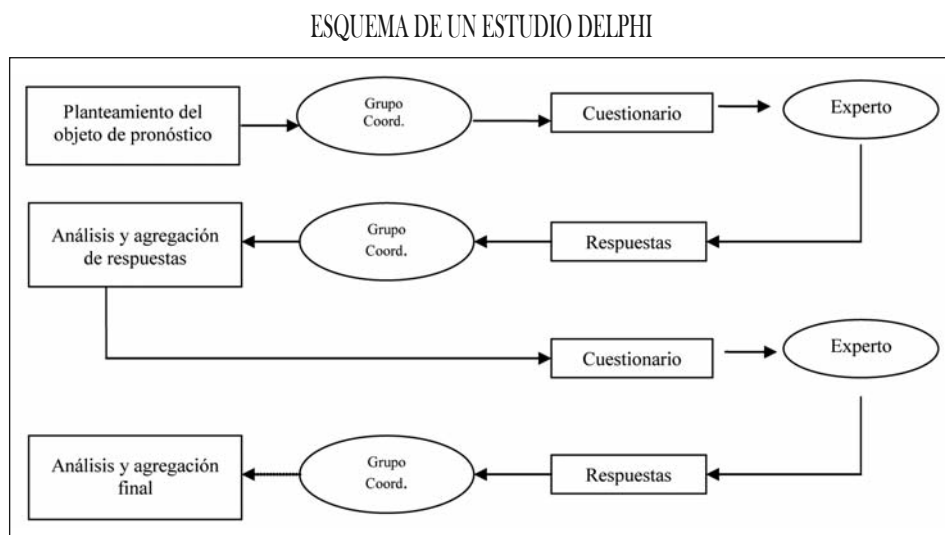 ESQUEMA DE UN ESTUDIO DELPHI
Planteamiento del
objeto de pronóstico
Grupo
Coord.
Cuestionario
Experto
Análisis y agregación
de respuestas
Grupo
Coord.
Respuestas
Cuestionario
Experto
Análisis y agregación
final
Grupo
Coord.
Respuestas